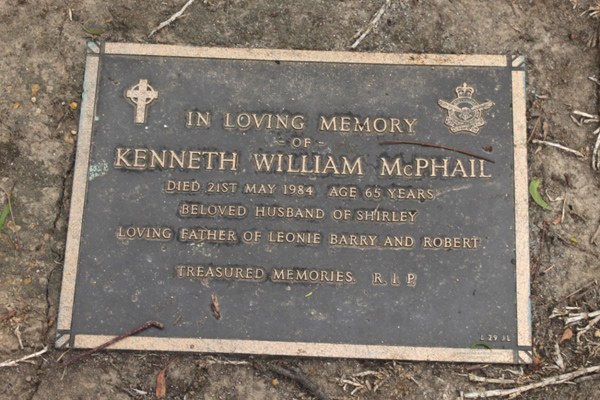 IN LOVING MEMORY
- OF -
KENNETH WILLIAM McPHAIL
DIED 21ST MAY 1984 AGE 65 YEARS
BELOVED HUSBAND OF SHIRLEY
LOVING FATHER OF LEONIE BARRY AND ROBERT
TREASURED MEMORIES R.I.P.